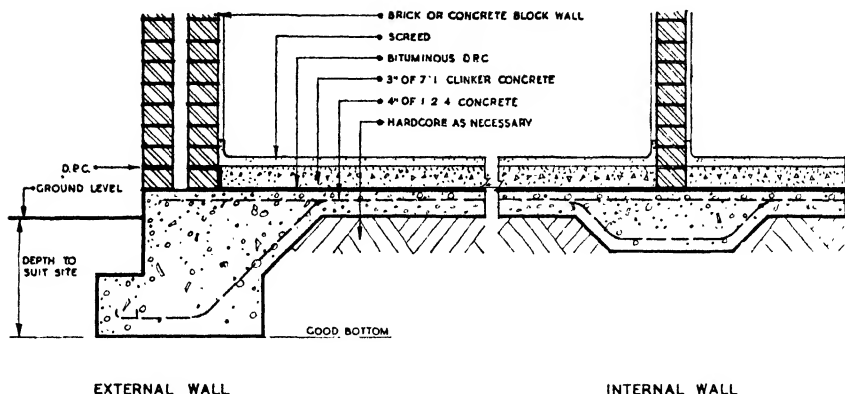 BRICK OR CONCRETE BLOCK WALL
SCREED
BITUMINOUS D.P.C
3" OF 7'1 CLINKER CONCRETE
4" OF 1 2 4 CONCRETE
HARDCORE AS NECESSARY
D.P.C.
GROUND LEVEL
DEPTH TO
SUIT SITE
GOOD BOTTOM
EXTERNAL WALL
INTERNAL WALL